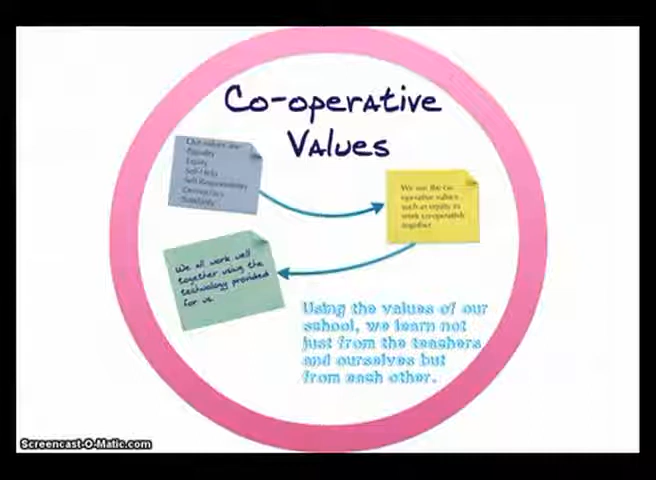 Co-operative
Values
Our values are:
Equality
Equity
Self-Help
Self Responsibility
Democracy
Solidarity
We use the co-
operative values
such as equity to
work co-operatively
together
We all work well
together using the
technology provided
for us.
Using the values of our
school, we learn not
just from the teachers
and ourselves but
from each other.
Screencast-O-Matic.com